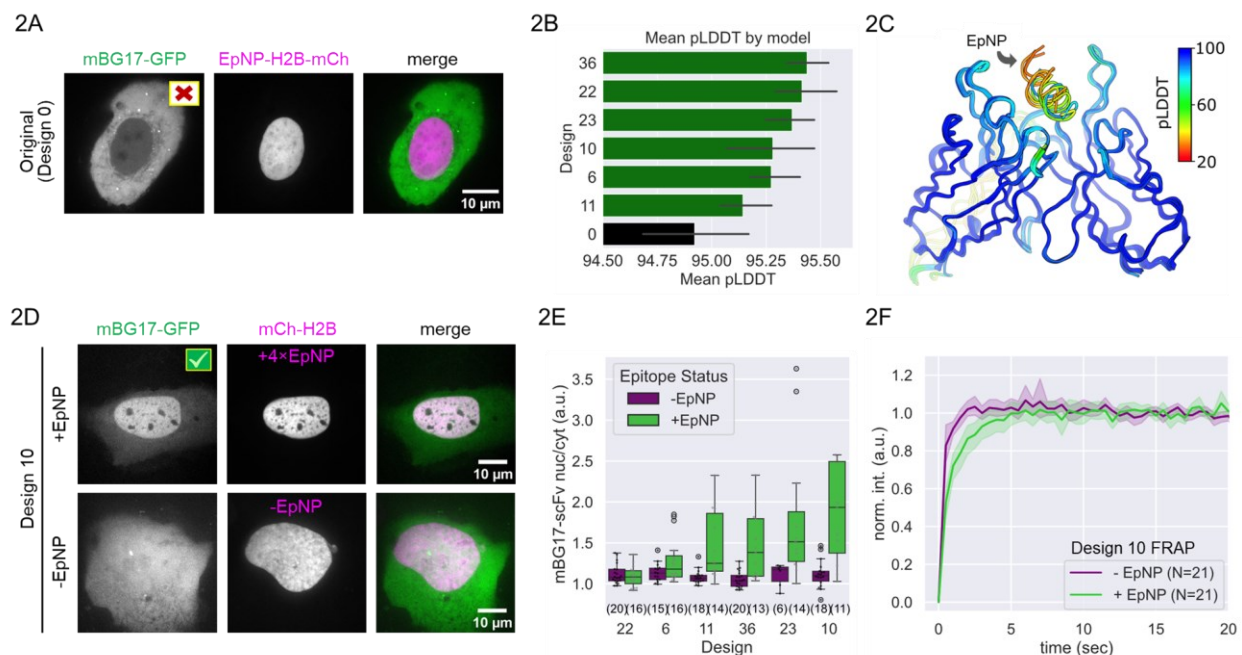 2A
mBG17-GFP EpNP-H2B-mCh merge
Original
(Design 0)
10 µm
2B
Mean pLDDT by model
Design
36
22
23
10
6
11
0
94.50 94.75 95.00 95.25 95.50
Mean pLDDT
2C
EpNP
pLDDT
100
60
20
2D
mBG17-GFP mCh-H2B merge
Design 10
+EpNP
+4×EpNP
10 µm
-EpNP
-EpNP
10 µm
2E
mBG17-scFv nuc/cyt (a.u.)
3.5
3.0
2.5
2.0
1.5
1.0
Epitope Status
-EpNP
+EpNP
(20)(16) (15)(16) (18)(14) (20)(13) (6)(14) (18)(11)
22 6 11 36 23 10
Design
2F
norm. int. (a.u.)
1.2
1.0
0.8
0.6
0.4
0.2
0.0
Design 10 FRAP
- EpNP (N=21)
+ EpNP (N=21)
0 5 10 15 20
time (sec)